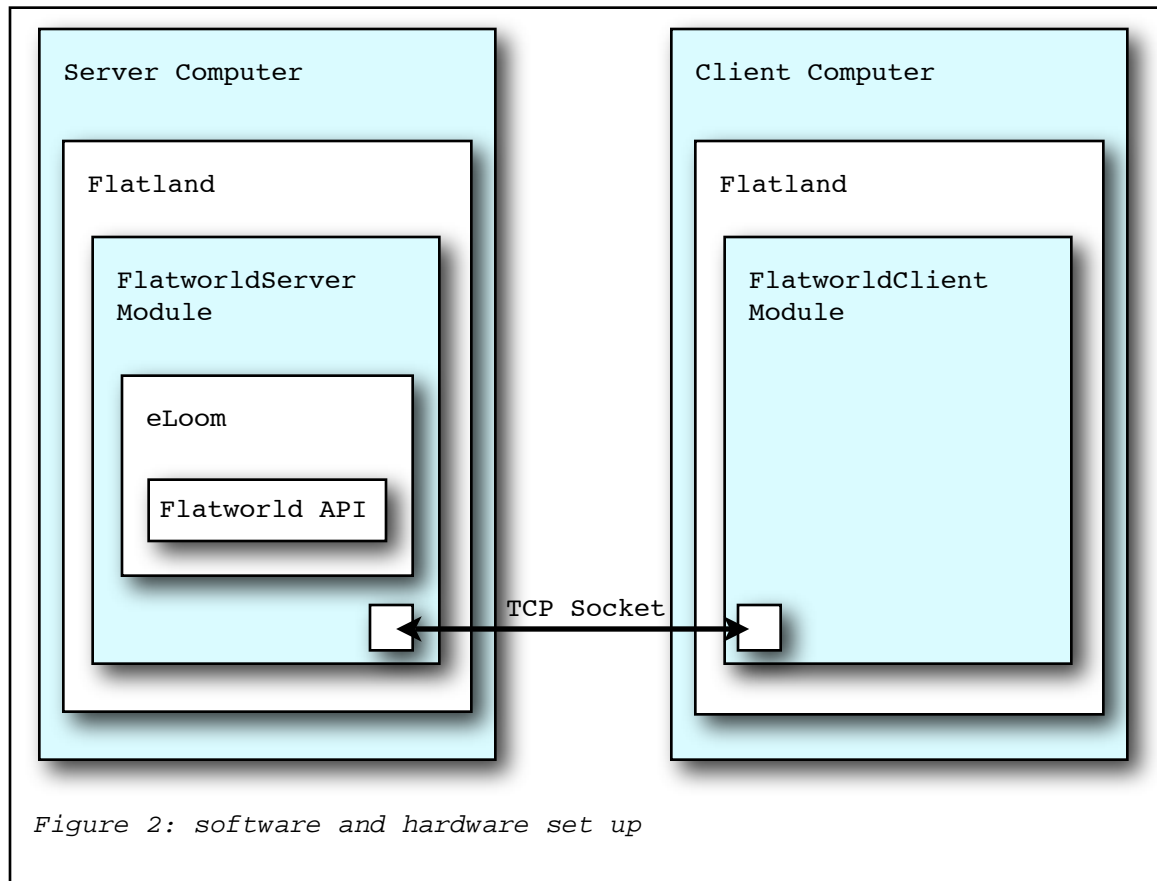 Server Computer
Flatland
FlatworldServer
Module
eLoom
Flatworld API
TCP Socket
Client Computer
Flatland
FlatworldClient
Module
Figure 2: software and hardware set up